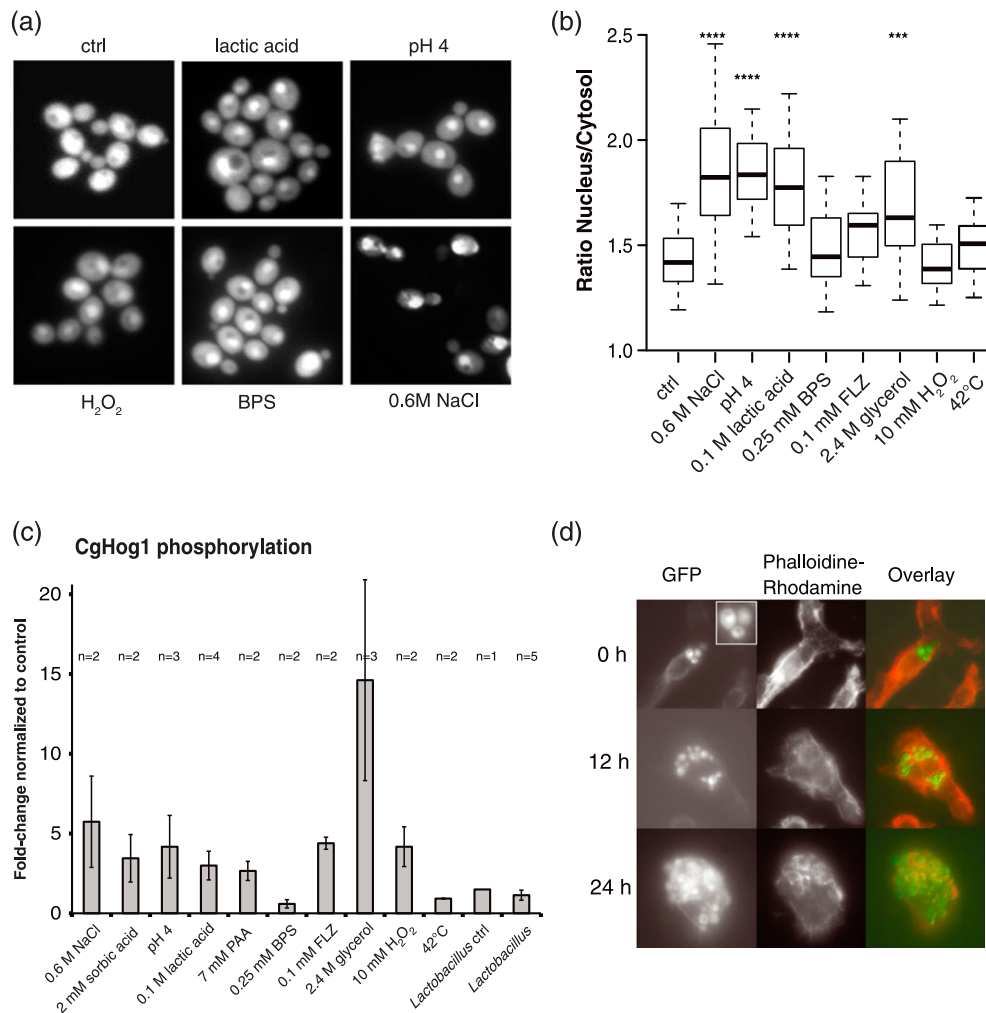 (a)
ctrl
lactic acid
pH 4
H₂O₂
BPS
0.6M NaCl
(b)
Ratio Nucleus/Cytosol
2.5
2.0
1.5
1.0
****
****
****
***
ctrl
0.6 M NaCl
pH 4
0.1 M lactic acid
0.25 mM BPS
0.1 mM FLZ
2.4 M glycerol
10 mM H₂O₂
42°C
(c)
CgHog1 phosphorylation
Fold-change normalized to control
20
15
10
5
0
n=2 n=2 n=3 n=4 n=2 n=2 n=2 n=3 n=2 n=2 n=1 n=5
0.6 M NaCl
2 mM sorbic acid
pH 4
0.1 M lactic acid
7 mM PAA
0.25 mM BPS
0.1 mM FLZ
2.4 M glycerol
10 mM H₂O₂
42°C
Lactobacillus ctrl
Lactobacillus
(d)
GFP
Phalloidine-
Rhodamine
Overlay
0 h
12 h
24 h